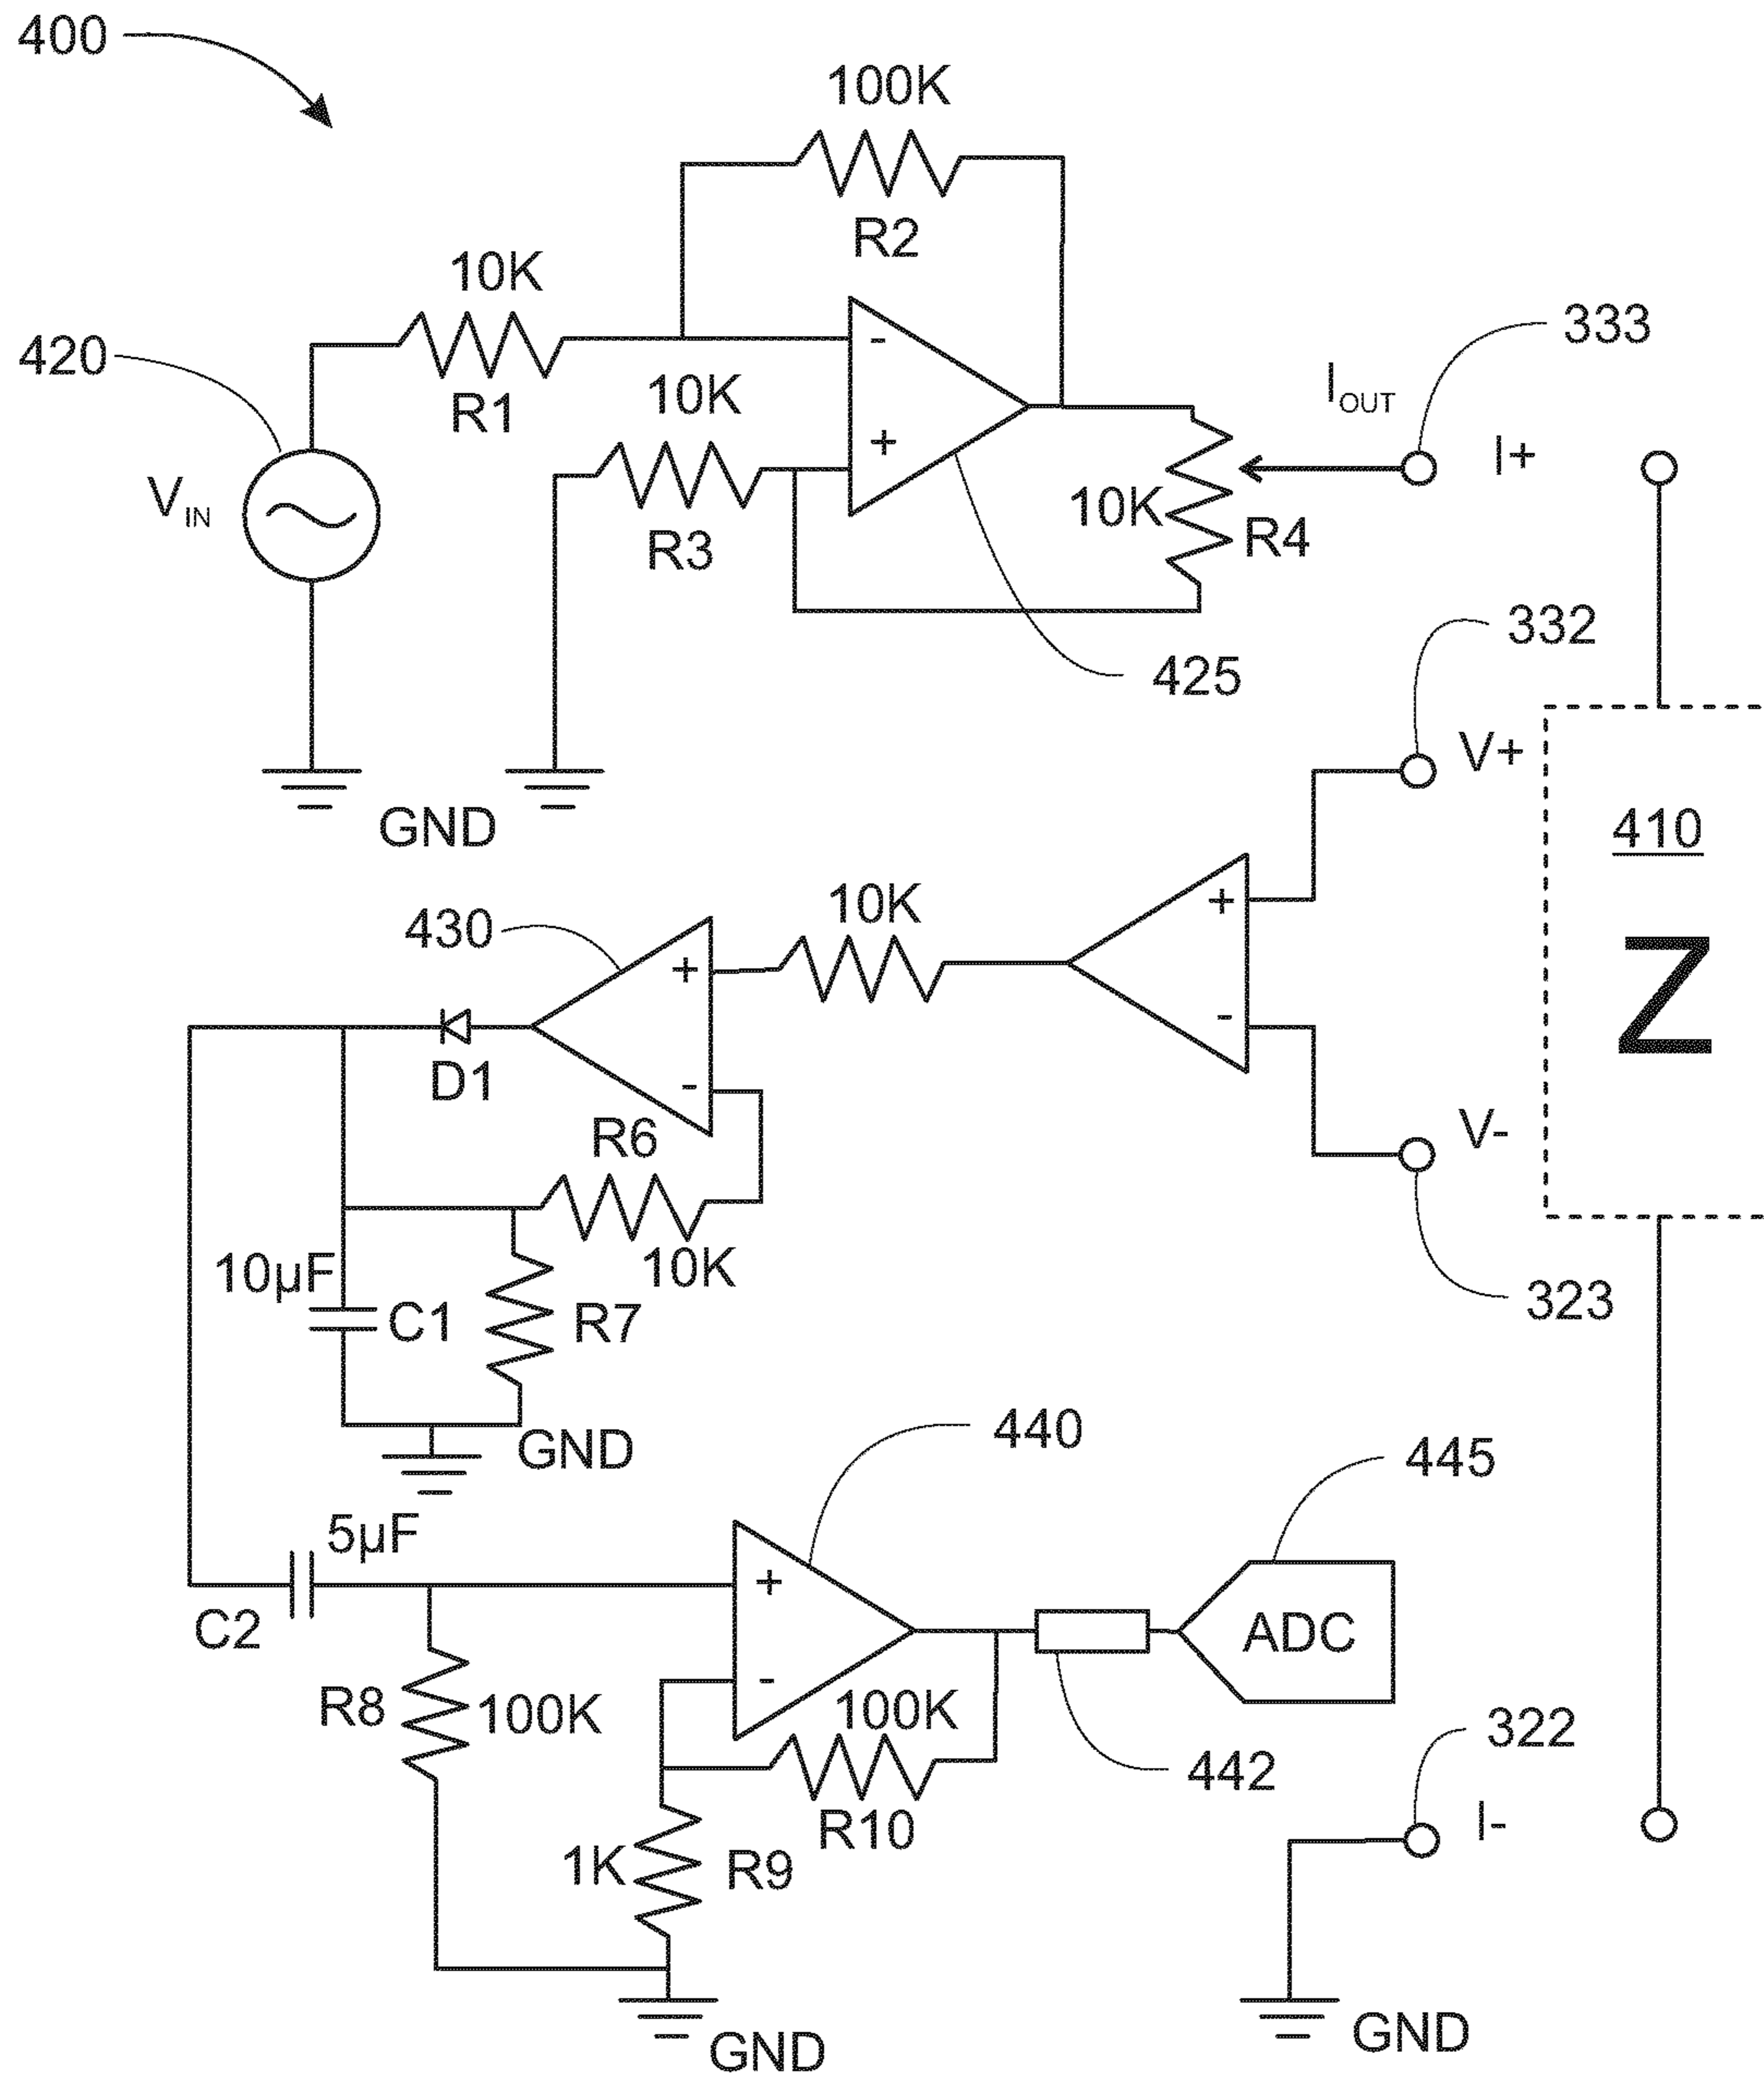 400
100K
R2
10K
R1
420
V_IN
10K
R3
-
+
10K
R4
I_OUT
333
I+
425
332
V+
GND
410
Z
430
10K
+
-
+
-
D1
V-
323
R6
10K
10µF
C1
R7
GND
440
445
5µF
C2
+
-
ADC
R8
100K
100K
R10
442
322
I-
1K
R9
GND
GND